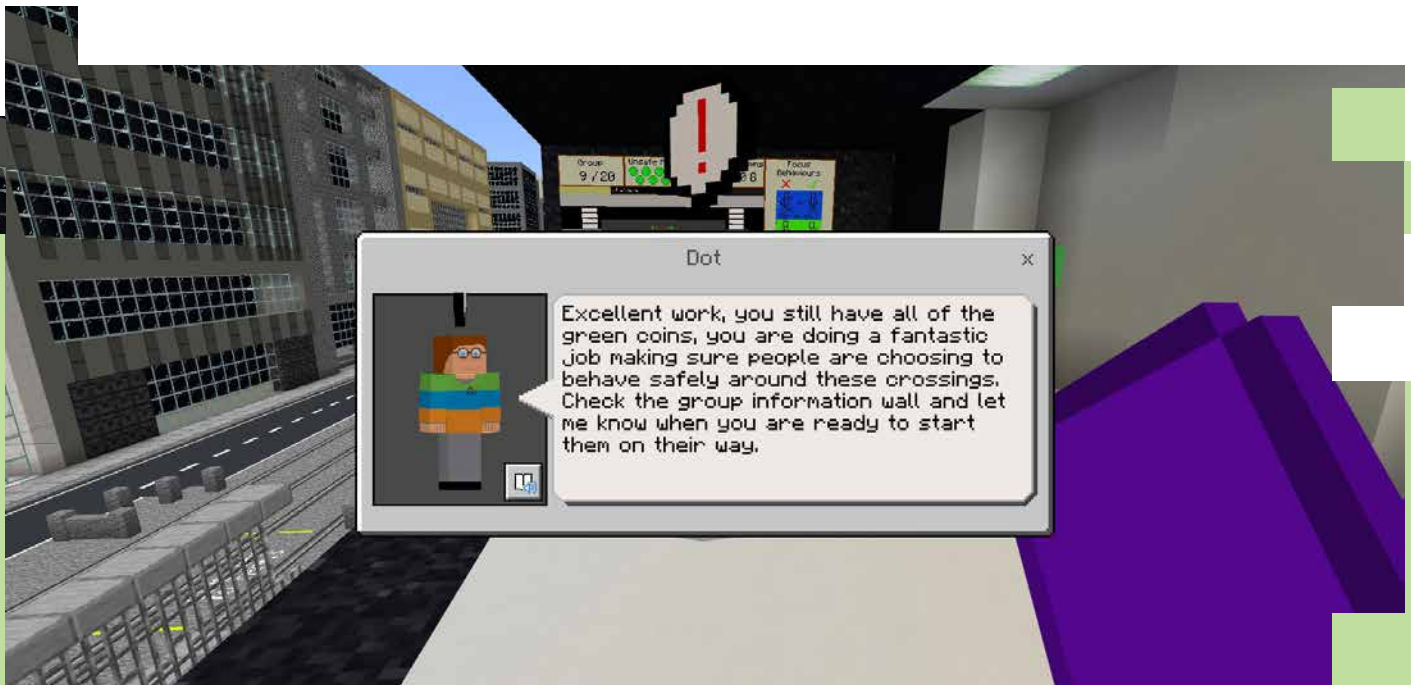 !
Group
9/20
Focus
Behaviours
Dot
x
Excellent work, you still have all of the
green coins, you are doing a fantastic
job making sure people are choosing to
behave safely around these crossings.
Check the group information wall and let
me know when you are ready to start
them on their way.